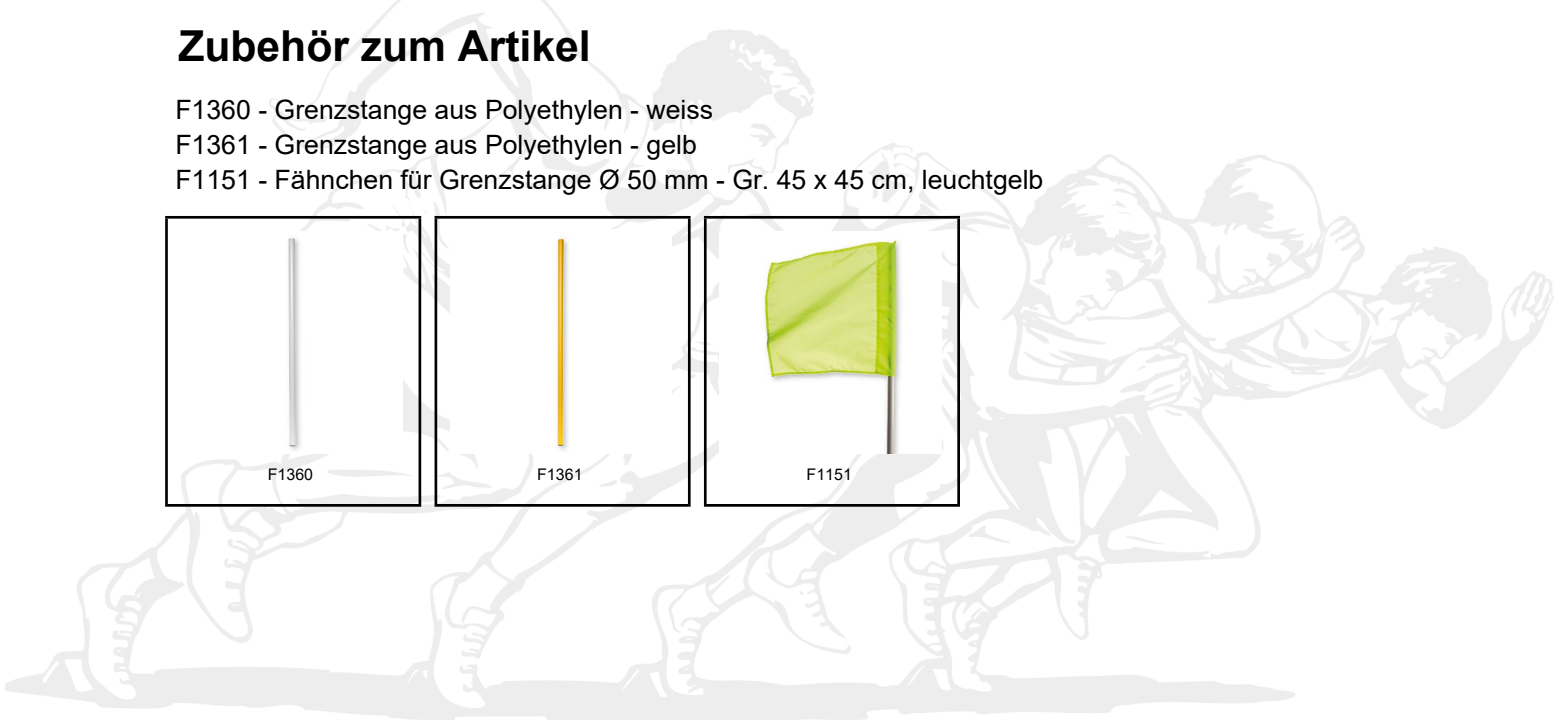 Zubehör zum Artikel
F1360 - Grenzstange aus Polyethylen - weiss
F1361 - Grenzstange aus Polyethylen - gelb
F1151 - Fähnchen für Grenzstange Ø 50 mm - Gr. 45 x 45 cm, leuchtgelb
F1360
F1361
F1151